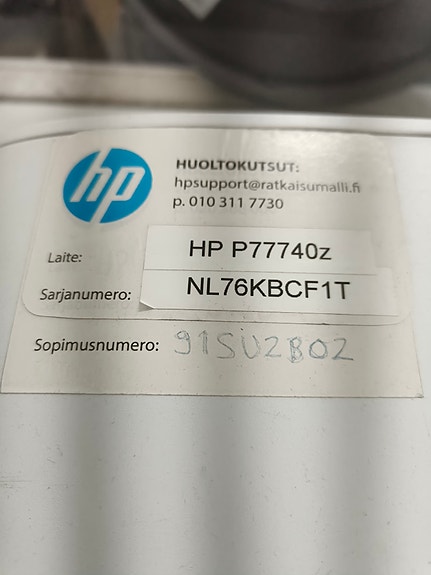 hp
HUOLTOKUTSUT:
hpsupport@ratkaisumalli.fi
p. 010 311 7730
Laite: HP P77740z
Sarjanumero: NL76KBCF1T
Sopimusnumero: 91SU2B02